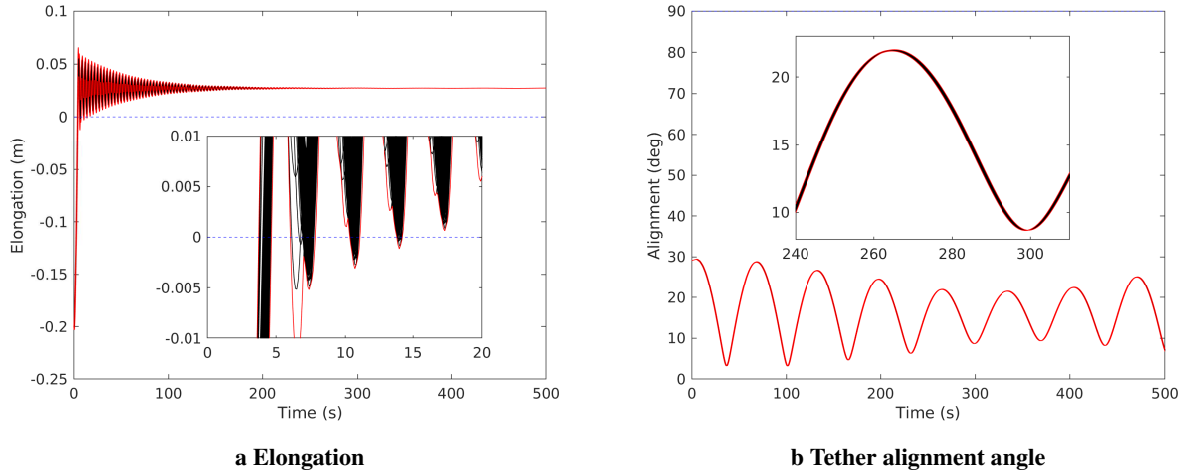 0.1
0.05
0
-0.05
-0.1
-0.15
-0.2
-0.25
Elongation (m)
0 100 200 300 400 500
Time (s)
0.01
0.005
0
-0.005
-0.01
0 5 10 15 20
a Elongation
90
80
70
60
50
40
30
20
10
0
Alignment (deg)
0 100 200 300 400 500
Time (s)
20
15
10
240 260 280 300
b Tether alignment angle